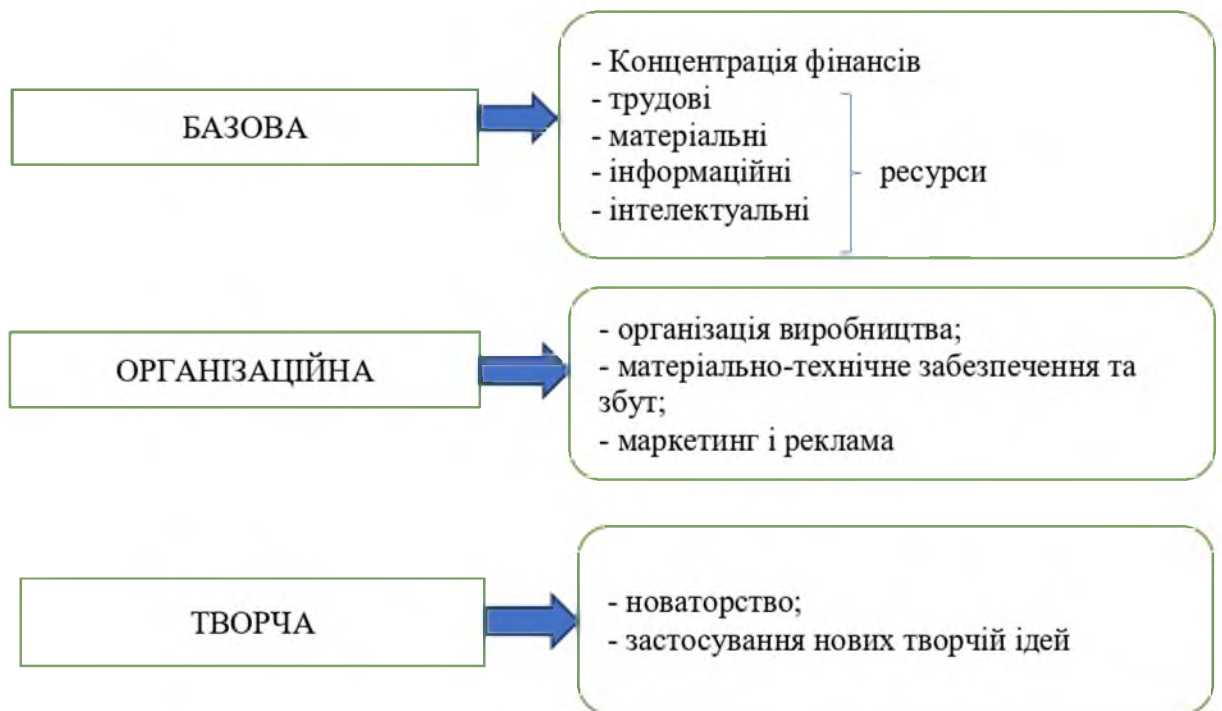 БАЗОВА
- Концентрація фінансів
- трудові
- матеріальні
- інформаційні
- інтелектуальні
ресурси
ОРГАНІЗАЦІЙНА
- організація виробництва;
- матеріально-технічне забезпечення та
збут;
- маркетинг і реклама
ТВОРЧА
- новаторство;
- застосування нових творчій ідей